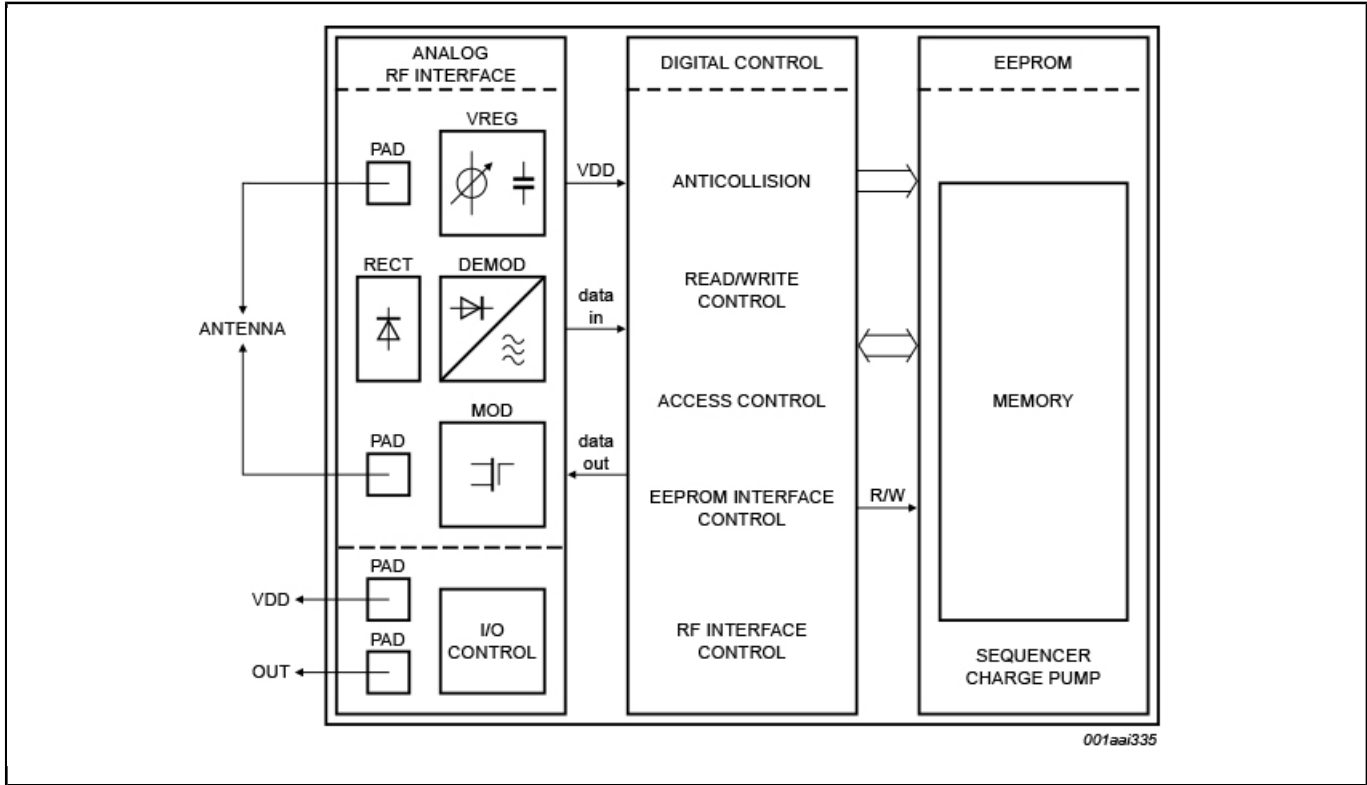 ANALOG
RF INTERFACE
VREG
PAD
RECT
DEMOD
ANTENNA
MOD
PAD
PAD
VDD
PAD
OUT
I/O
CONTROL
VDD
data
in
data
out
DIGITAL CONTROL
ANTICOLLISION
READ/WRITE
CONTROL
ACCESS CONTROL
EEPROM INTERFACE
CONTROL
RF INTERFACE
CONTROL
R/W
EEPROM
MEMORY
SEQUENCER
CHARGE PUMP
001aai335